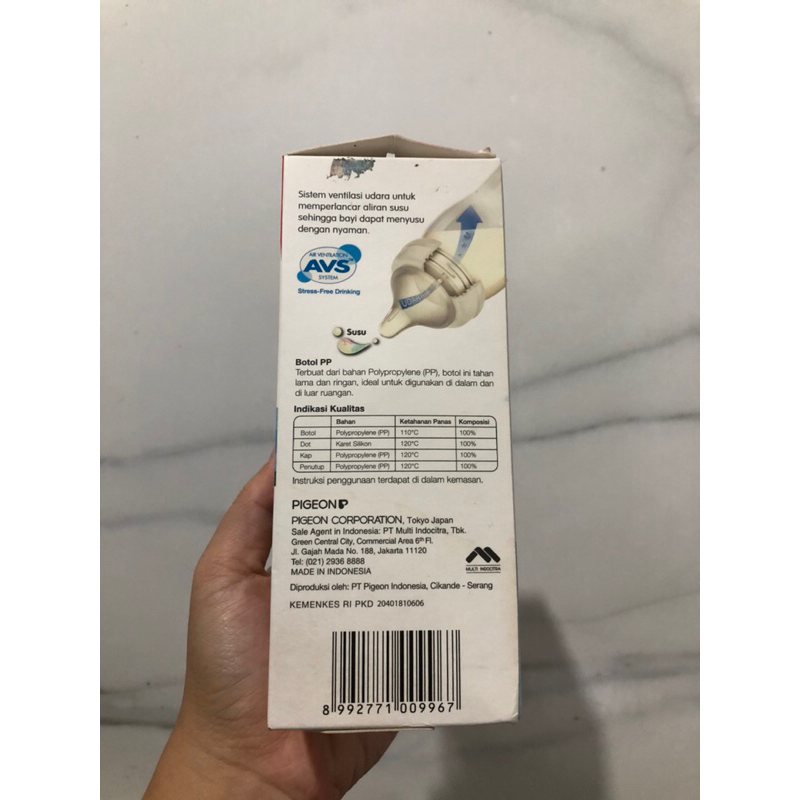 Sistem ventilasi udara untuk
memperlancar aliran susu
sehingga bayi dapat menyusu
dengan nyaman.
AIR VENTILATION
AVS™
SYSTEM
Stress-Free Drinking
Susu
Botol PP
Terbuat dari bahan Polypropylene (PP), botol ini tahan
lama dan ringan, ideal untuk digunakan di dalam dan
di luar ruangan.
Indikasi Kualitas
Bahan Ketahanan Panas Komposisi
Botol Polypropylene (PP) 110°C 100%
Dot Karet Silikon 120°C 100%
Kap Polypropylene (PP) 120°C 100%
Penutup Polypropylene (PP) 120°C 100%
Instruksi penggunaan terdapat di dalam kemasan.
PIGEON
PIGEON CORPORATION, Tokyo Japan
Sale Agent in Indonesia: PT Multi Indocitra, Tbk.
Green Central City, Commercial Area 6th Fl.
Jl. Gajah Mada No. 188, Jakarta 11120
Tel: (021) 2936 8888
MADE IN INDONESIA
MULTI INDOCITRA
Diproduksi oleh: PT Pigeon Indonesia, Cikande - Serang
KEMENKES RI PKD 20401810606
8 992771 009967